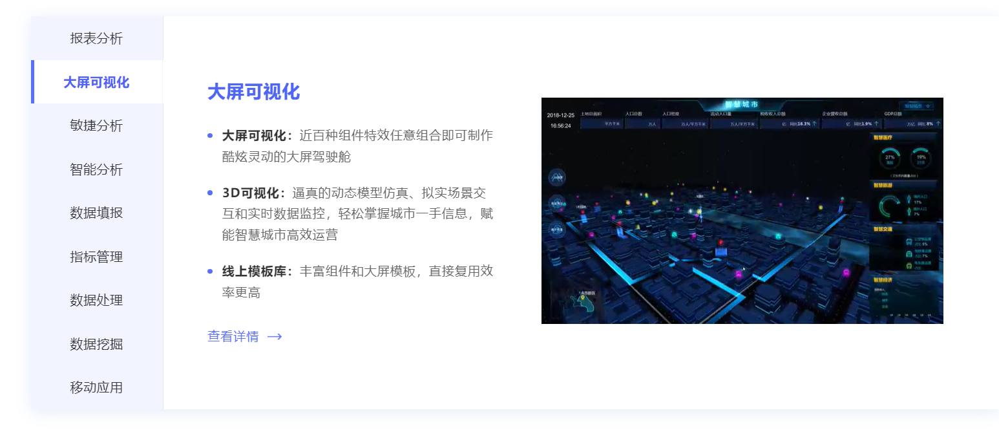 报表分析
大屏可视化
敏捷分析
智能分析
数据填报
指标管理
数据处理
数据挖掘
移动应用
大屏可视化
大屏可视化：近百种组件特效任意组合即可制作
酷炫灵动的大屏驾驶舱
3D可视化：逼真的动态模型仿真、拟实场景交
互和实时数据监控，轻松掌握城市一手信息，赋
能智慧城市高效运营
线上模板库：丰富组件和大屏模板，直接复用效
率更高
查看详情 →
智慧城市
2018-12-25
16:56:24
土地总面积 人口总数 人口密度 流动人口量 税收收入总额 企业营收总额 GDP总额
平方千米 万人 万人/平方千米 万人/平方千米 亿 同比16.3% ↑ 亿 同比1.9% ↑ 万亿 同比8% ↑
智慧医疗
27%
19%
智慧旅游
17%
7%
智慧交通
占比 5%
占比 7%
智慧经济